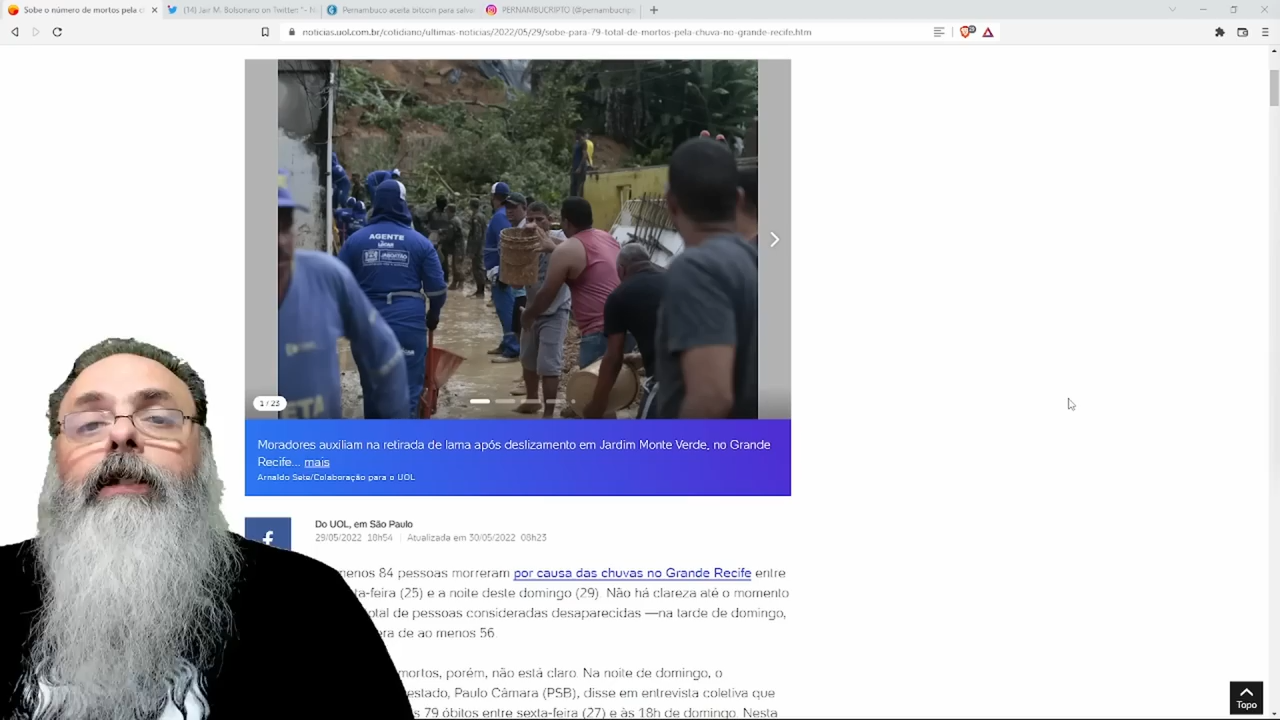 Sobe o número de mortos pela c
(14) Jair M. Bolsonaro on Twitter: "- N
Pernambuco aceita bitcoin para salva
PERNAMBUCRIPTO (@pernambucrip
noticias.uol.com.br/cotidiano/ultimas-noticias/2022/05/29/sobe-para-79-total-de-mortos-pela-chuva-no-grande-recife.htm
AGENTE
JABOATÃO
1 / 23
Moradores auxiliam na retirada de lama após deslizamento em Jardim Monte Verde, no Grande
Recife... mais
Arnaldo Sete/Colaboração para o UOL
Do UOL, em São Paulo
29/05/2022 18h54 | Atualizada em 30/05/2022 08h23
menos 84 pessoas morreram por causa das chuvas no Grande Recife entre
ta-feira (25) e a noite deste domingo (29). Não há clareza até o momento
otal de pessoas consideradas desaparecidas —na tarde de domingo,
era de ao menos 56.
mortos, porém, não está claro. Na noite de domingo, o
estado, Paulo Câmara (PSB), disse em entrevista coletiva que
s 79 óbitos entre sexta-feira (27) e às 18h de domingo. Nesta
Topo